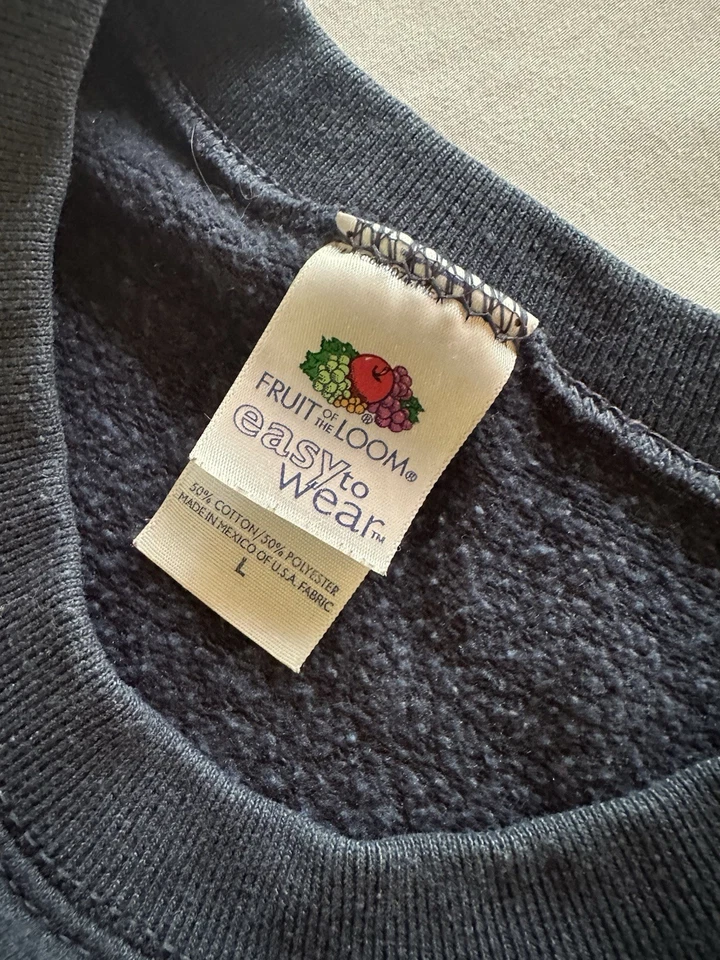 FRUIT OF THE LOOM®
®
easy to
wear™
50% COTTON/50% POLYESTER
MADE IN MEXICO OF U.S.A. FABRIC
L